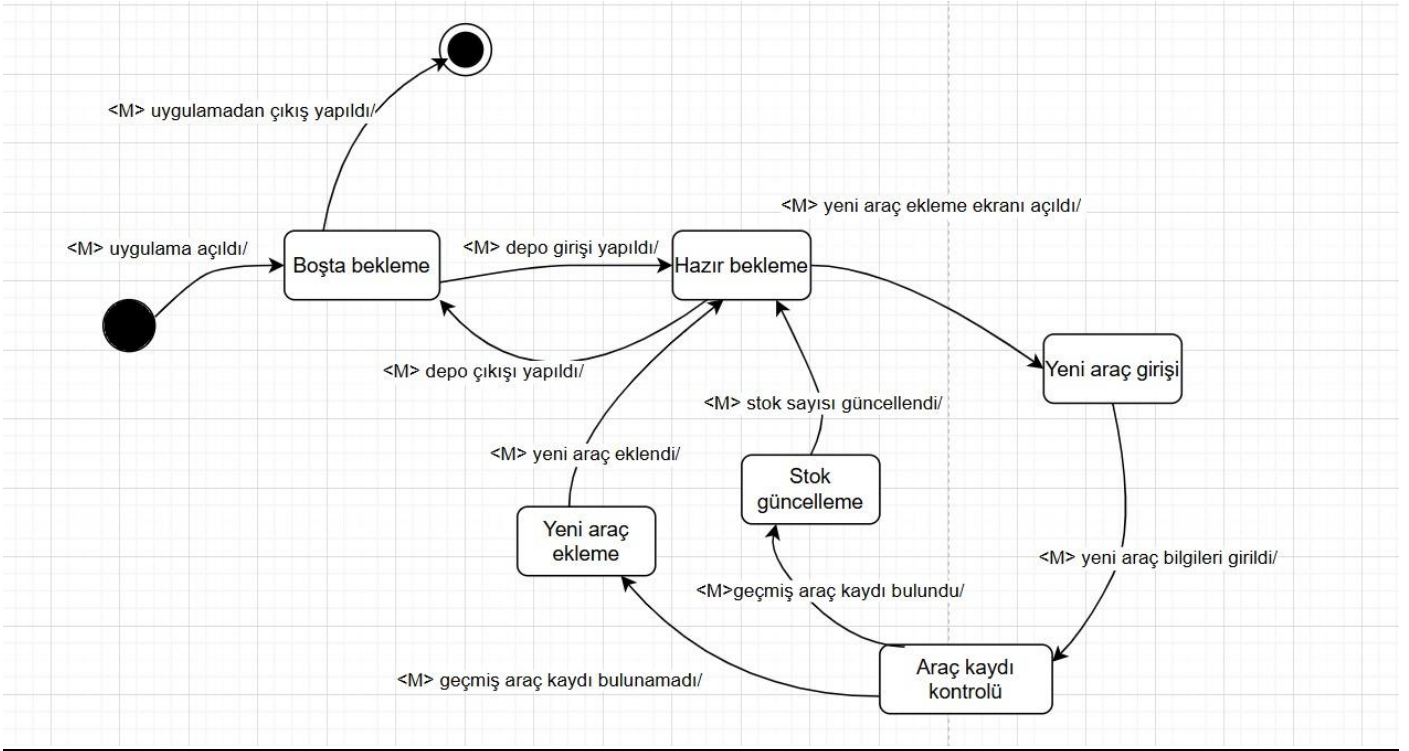 <M> uygulamadan çıkış yapıldı/
<M> yeni araç ekleme ekranı açıldı/
<M> uygulama açıldı/
<M> depo girişi yapıldı/
Boşta bekleme
Hazır bekleme
<M> depo çıkışı yapıldı/
Yeni araç girişi
<M> stok sayısı güncellendi/
<M> yeni araç eklendi/
Stok
güncelleme
Yeni araç
ekleme
<M> yeni araç bilgileri girildi/
<M>geçmiş araç kaydı bulundu/
<M> geçmiş araç kaydı bulunamadı/
Araç kaydı
kontrolü